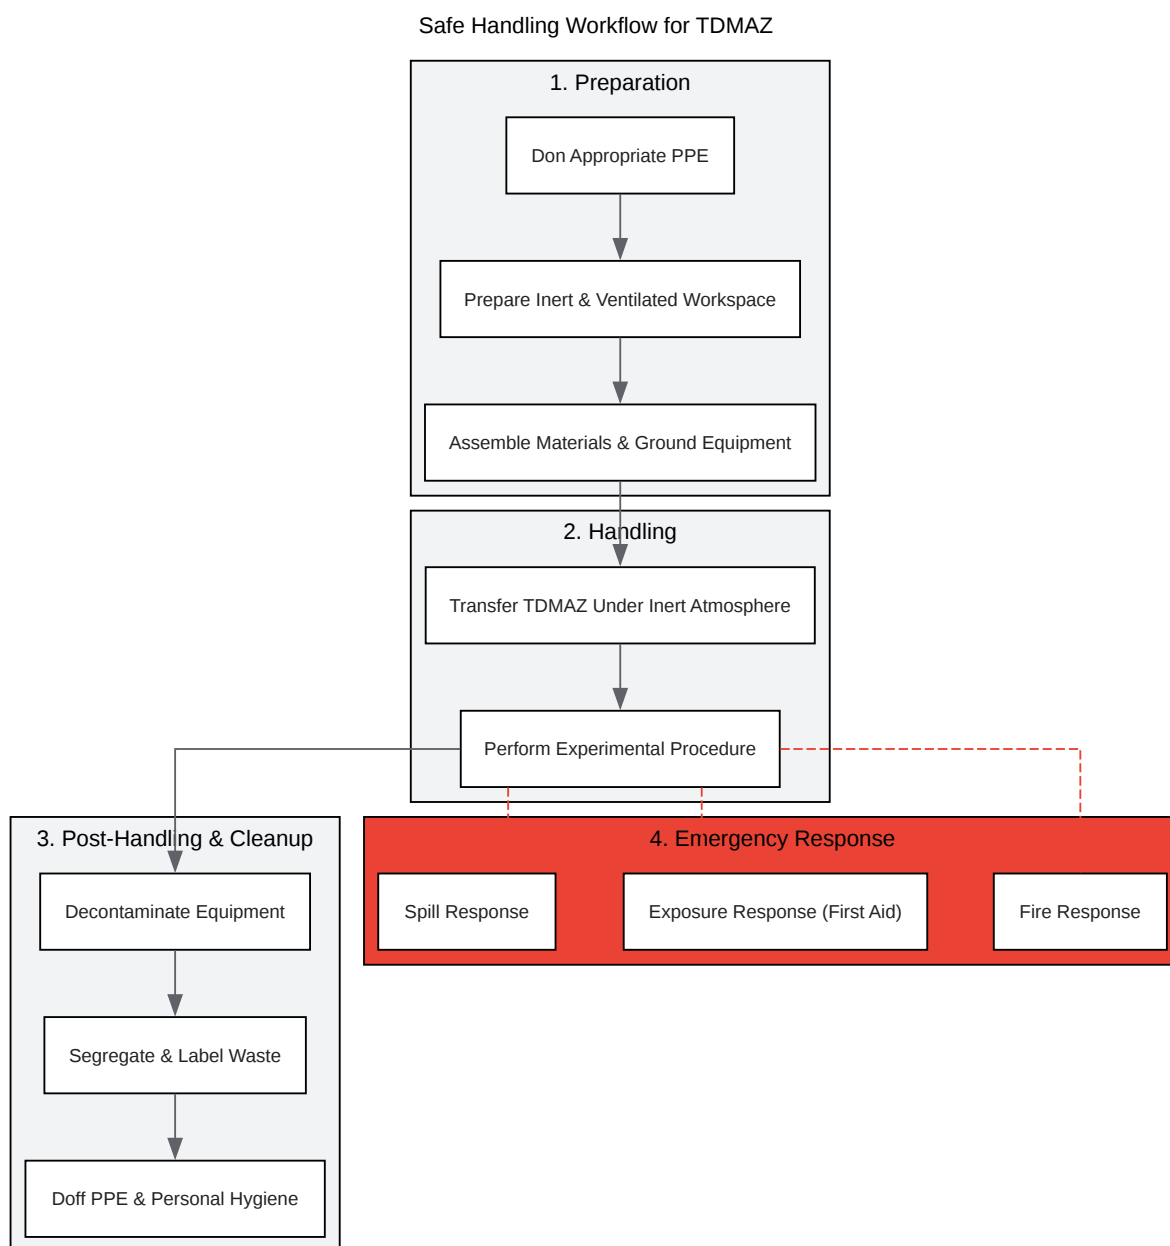 Safe Handling Workflow for TDMAZ
1. Preparation
Don Appropriate PPE
Prepare Inert & Ventilated Workspace
Assemble Materials & Ground Equipment
2. Handling
Transfer TDMAZ Under Inert Atmosphere
Perform Experimental Procedure
3. Post-Handling & Cleanup
Decontaminate Equipment
Segregate & Label Waste
Doff PPE & Personal Hygiene
4. Emergency Response
Spill Response
Exposure Response (First Aid)
Fire Response